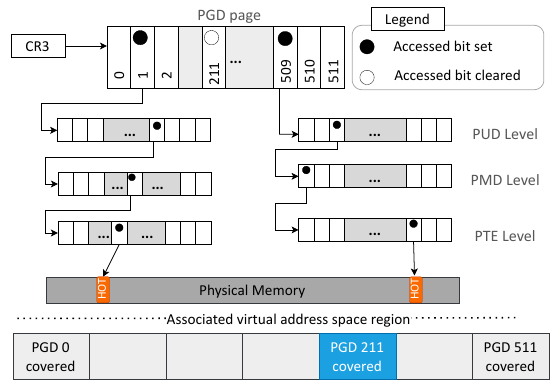 PGD page
Legend
CR3
Accessed bit set
Accessed bit cleared
0 1 2 211 ... 509 510 511
... ... PUD Level
... ... ... PMD Level
... ... ... PTE Level
HOT HOT
Physical Memory
Associated virtual address space region
PGD 0 covered
PGD 211 covered
PGD 511 covered